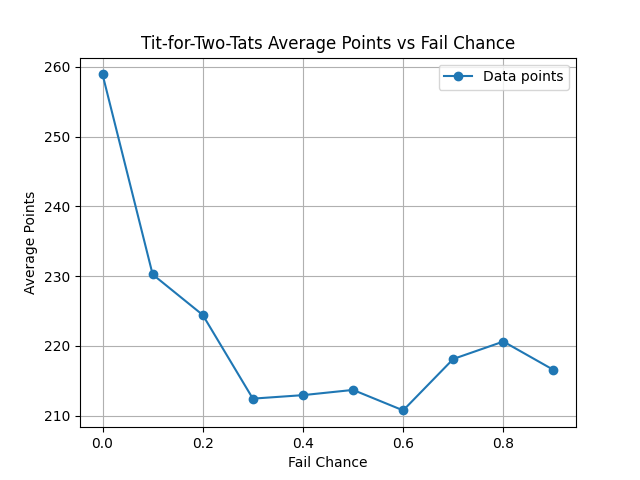 Tit-for-Two-Tats Average Points vs Fail Chance
Data points
260
250
240
230
220
210
Average Points
0.0 0.2 0.4 0.6 0.8
Fail Chance